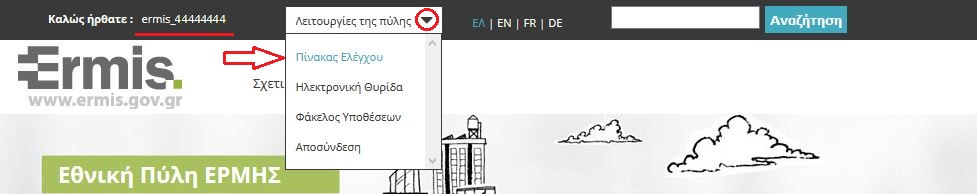 Καλώς ήρθατε : ermis_44444444 Λειτουργίες της πύλης ΕΛ | EN | FR | DE Αναζήτηση
Πίνακας Ελέγχου
Ηλεκτρονική Θυρίδα
Φάκελος Υποθέσεων
Αποσύνδεση
Ermis.
www.ermis.gov.gr
Σχετι
Εθνική Πύλη ΕΡΜΗΣ